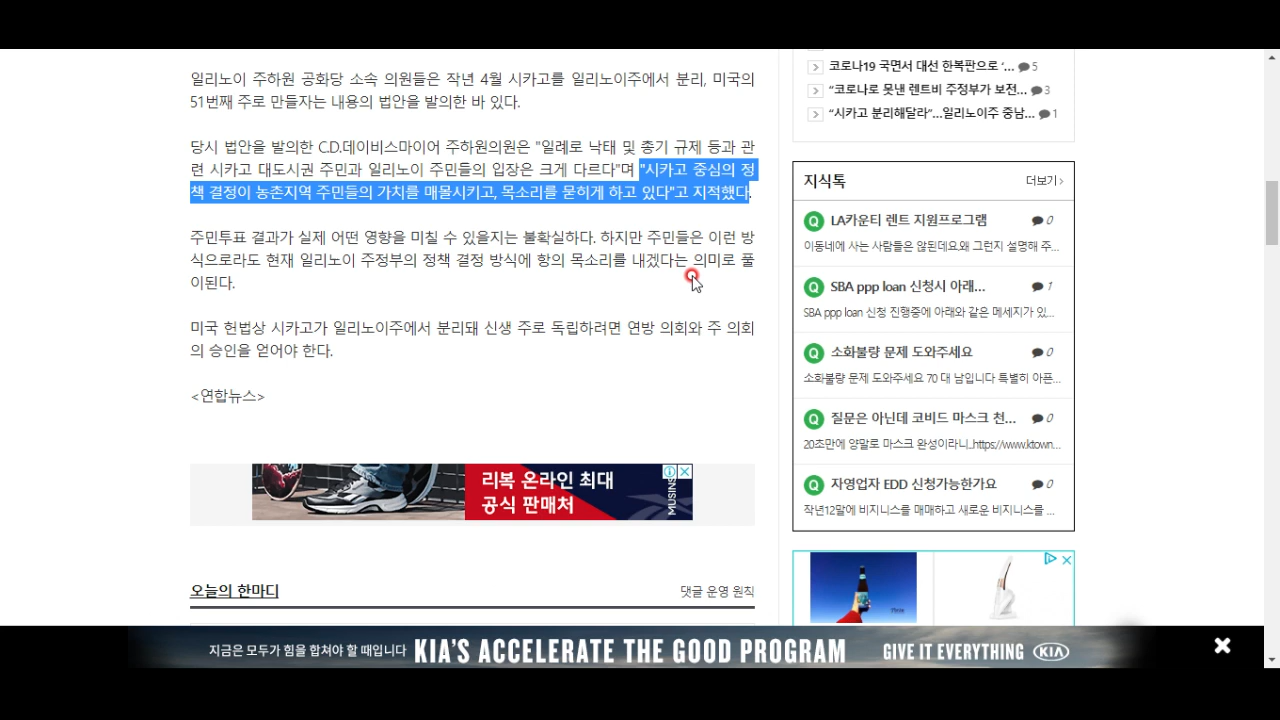 일리노이 주하원 공화당 소속 의원들은 작년 4월 시카고를 일리노이주에서 분리, 미국의
51번째 주로 만들자는 내용의 법안을 발의한 바 있다.
당시 법안을 발의한 C.D.데이비스마이어 주하원의원은 "일례로 낙태 및 총기 규제 등과 관
련 시카고 대도시권 주민과 일리노이 주민들의 입장은 크게 다르다"며 "시카고 중심의 정
책 결정이 농촌지역 주민들의 가치를 매몰시키고, 목소리를 묻히게 하고 있다"고 지적했다.
주민투표 결과가 실제 어떤 영향을 미칠 수 있을지는 불확실하다. 하지만 주민들은 이런 방
식으로라도 현재 일리노이 주정부의 정책 결정 방식에 항의 목소리를 내겠다는 의미로 풀
이된다.
미국 헌법상 시카고가 일리노이주에서 분리돼 신생 주로 독립하려면 연방 의회와 주 의회
의 승인을 얻어야 한다.
<연합뉴스>
리복 온라인 최대
공식 판매처
MUSINS
오늘의 한마디
댓글 운영 원칙
코로나19 국면서 대선 한복판으로 '... 5
"코로나로 못낸 렌트비 주정부가 보전... 3
"시카고 분리해달라"...일리노이주 중남... 1
지식톡
더보기 >
Q LA카운티 렌트 지원프로그램 0
이동네에 사는 사람들은 않된데요.왜 그런지 설명해 주...
Q SBA ppp loan 신청시 아래... 1
SBA ppp loan 신청 진행중에 아래와 같은 메세지가 있...
Q 소화불량 문제 도와주세요 0
소화불량 문제 도와주세요 70 대 남입니다 특별히 아픈...
Q 질문은 아닌데 코비드 마스크 천... 0
20초만에 양말로 마스크 완성이라니..https://www.ktown...
Q 자영업자 EDD 신청가능한가요 0
작년12말에 비지니스를 매매하고 새로운 비지니스를 ...
지금은 모두가 힘을 합쳐야 할 때입니다 KIA'S ACCELERATE THE GOOD PROGRAM GIVE IT EVERYTHING KIA